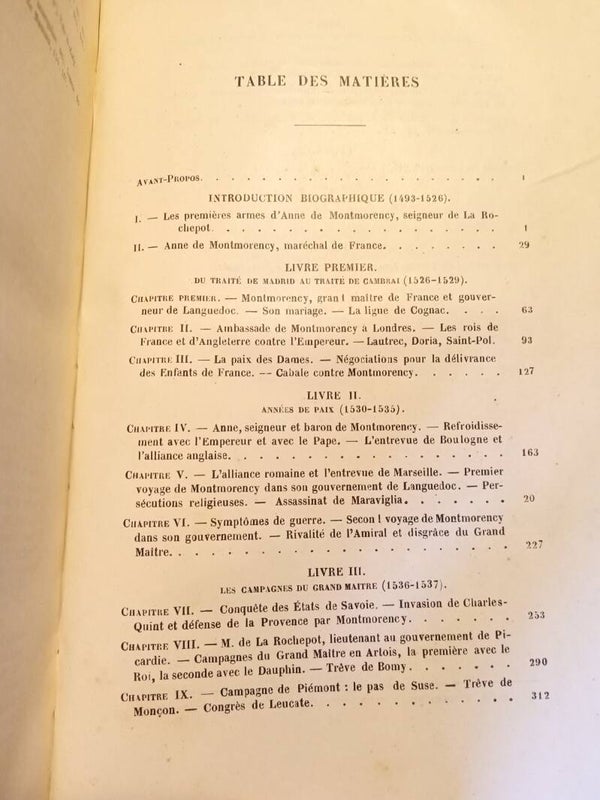 TABLE DES MATIÈRES
AVANT-PROPOS. . . . . . . . . . . . . . . . . . I
INTRODUCTION BIOGRAPHIQUE (1493-1526).
I. — Les premières armes d'Anne de Montmorency, seigneur de La Ro-
chepot. . . . . . . . . . . . . . . . . . 1
II. — Anne de Montmorency, maréchal de France. . . . . . . 29
LIVRE PREMIER.
DU TRAITÉ DE MADRID AU TRAITÉ DE CAMBRAI (1526-1529).
CHAPITRE PREMIER. — Montmorency, gran l maître de France et gouver-
neur de Languedoc. — Son mariage. — La ligue de Cognac. . . . 63
CHAPITRE II. — Ambassade de Montmorency à Londres. — Les rois de
France et d'Angleterre contre l'Empereur. — Lautrec, Doria, Saint-Pol. 93
CHAPITRE III. — La paix des Dames. — Négociations pour la délivrance
des Enfants de France. — Cabale contre Montmorency. . . . . . 127
LIVRE II.
ANNÉES DE PAIX (1530-1535).
CHAPITRE IV. — Anne, seigneur et baron de Montmorency. — Refroidisse-
ment avec l'Empereur et avec le Pape. — L'entrevue de Boulogne et
l'alliance anglaise. . . . . . . . . . . . . . . . 163
CHAPITRE V. — L'alliance romaine et l'entrevue de Marseille. — Premier
voyage de Montmorency dans son gouvernement de Languedoc. — Per-
sécutions religieuses. — Assassinat de Maraviglia. . . . . . . 20
CHAPITRE VI. — Symptômes de guerre. — Secon l voyage de Montmorency
dans son gouvernement. — Rivalité de l'Amiral et disgrâce du Grand
Maître. . . . . . . . . . . . . . . . . . . 227
LIVRE III.
LES CAMPAGNES DU GRAND MAITRE (1536-1537).
CHAPITRE VII. — Conquête des États de Savoie. — Invasion de Charles-
Quint et défense de la Provence par Montmorency. . . . . . . 253
CHAPITRE VIII. — M. de La Rochepot, lieutenant au gouvernement de Pi-
cardie. — Campagnes du Grand Maître en Artois, la première avec le
Roi, la seconde avec le Dauphin. — Trêve de Bomy. . . . . . . 290
CHAPITRE IX. — Campagne de Piémont : le pas de Suse. — Trêve de
Monçon. — Congrès de Leucate. . . . . . . . . . . . 312